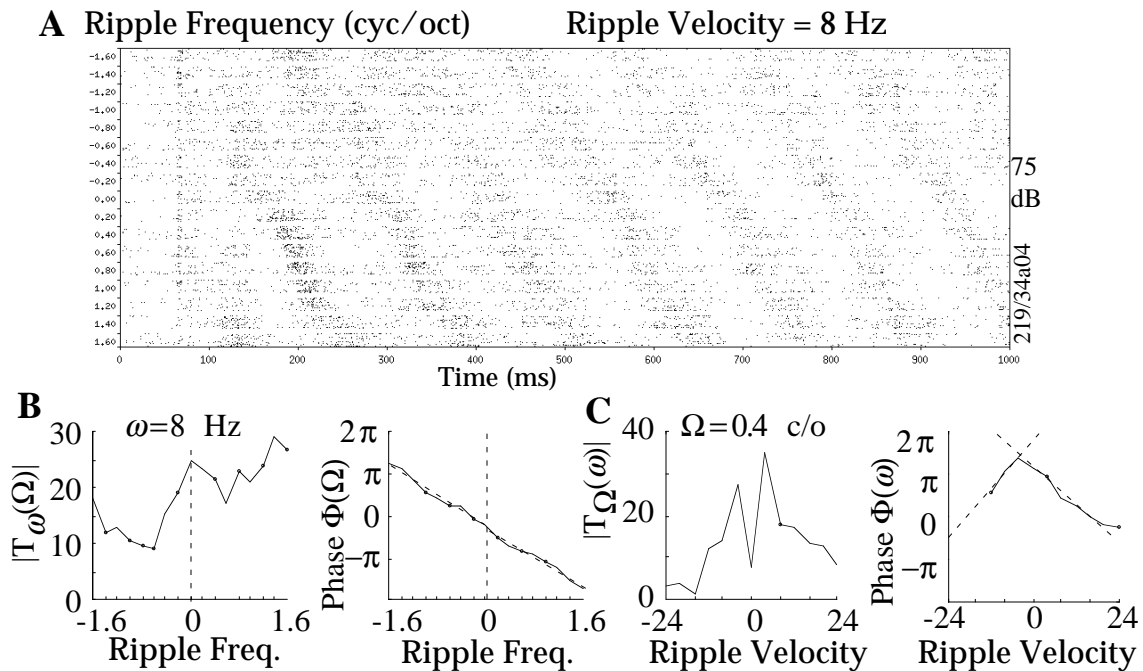 A Ripple Frequency (cyc/oct) Ripple Velocity = 8 Hz
-1.60
-1.40
-1.20
-1.00
-0.80
-0.60
-0.40
-0.20
0.00
0.20
0.40
0.60
0.80
1.00
1.20
1.40
1.60
75
dB
219/34a04
0 100 200 300 400 500 600 700 800 900 1000
Time (ms)
B
ω=8 Hz
|Tω(Ω)|
30
20
10
0
-1.6 0 1.6
Ripple Freq.
Phase Φ(Ω)
2π
π
0
−π
-1.6 0 1.6
Ripple Freq.
C
Ω=0.4 c/o
|TΩ(ω)|
40
20
0
-24 0 24
Ripple Velocity
Phase Φ(ω)
2π
π
0
−π
-24 0 24
Ripple Velocity